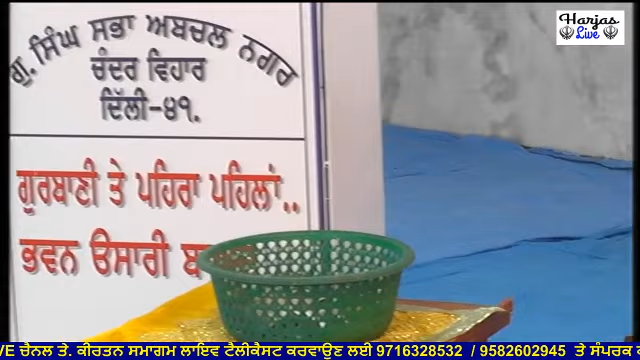 Harjas
Live
ਗੁ. ਸਿੰਘ ਸਭਾ ਅਬਚਲ ਨਗਰ
ਚੰਦਰ ਵਿਹਾਰ
ਦਿੱਲੀ-੪੧.
ਗੁਰਬਾਣੀ ਤੇ ਪਹਿਰਾ ਪਹਿਲਾਂ..
ਭਵਨ ਉਸਾਰੀ
VE ਚੈਨਲ ਤੇ. ਕੀਰਤਨ ਸਮਾਗਮ ਲਾਇਵ ਟੈਲੀਕਾਸਟ ਕਰਵਾਉਣ ਲਈ 9716328532 / 9582602945 ਤੇ ਸੰਪਰਕ